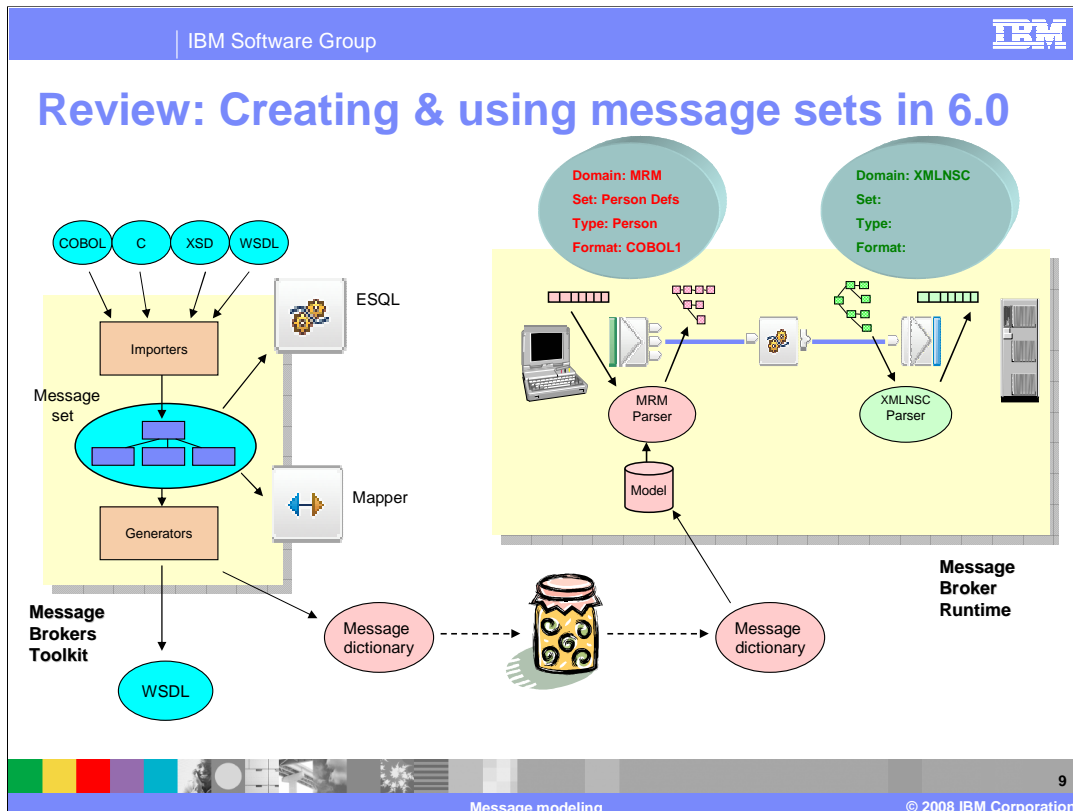 IBM Software Group
IBM
Review: Creating & using message sets in 6.0
Domain: MRM
Set: Person Defs
Type: Person
Format: COBOL1
Domain: XMLNSC
Set:
Type:
Format:
COBOL
C
XSD
WSDL
ESQL
Importers
Message
set
Mapper
Generators
Message
Brokers
Toolkit
WSDL
MRM
Parser
XMLNSC
Parser
Model
Message
Broker
Runtime
Message
dictionary
Message
dictionary
9
Message modeling
© 2008 IBM Corporation